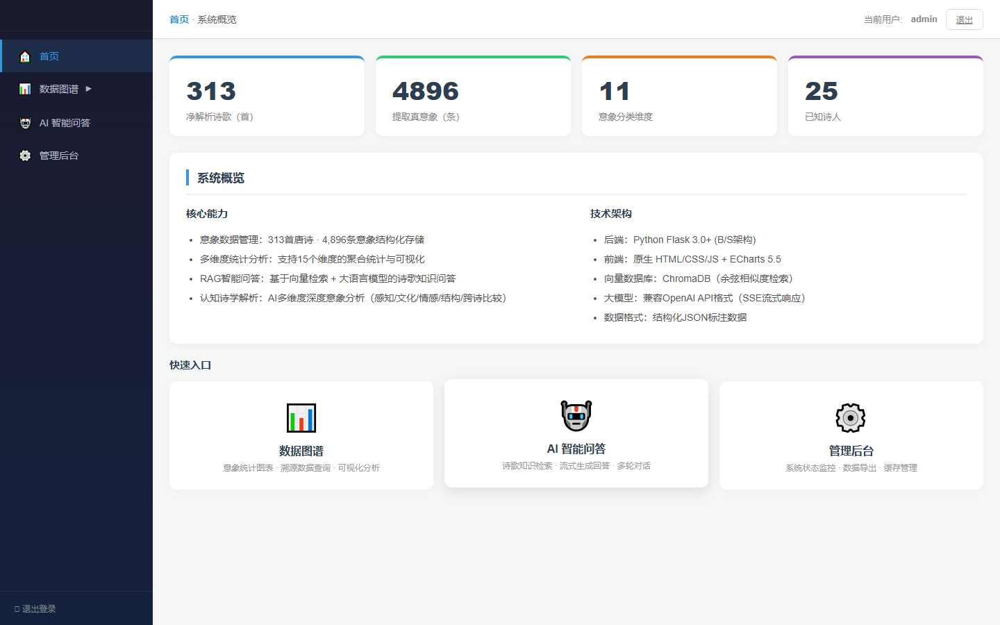 首页 · 系统概览
当前用户: admin 退出
首页
数据图谱 ▶
AI 智能问答
管理后台
退出登录
313
净解析诗歌（首）
4896
提取真意象（条）
11
意象分类维度
25
已知诗人
系统概览
核心能力
• 意象数据管理：313首唐诗 · 4,896条意象结构化存储
• 多维度统计分析：支持15个维度的聚合统计与可视化
• RAG智能问答：基于向量检索 + 大语言模型的诗歌知识问答
• 认知诗学解析：AI多维度深度意象分析（感知/文化/情感/结构/跨诗比较）
技术架构
• 后端：Python Flask 3.0+ (B/S架构)
• 前端：原生 HTML/CSS/JS + ECharts 5.5
• 向量数据库：ChromaDB（余弦相似度检索）
• 大模型：兼容OpenAI API格式（SSE流式响应）
• 数据格式：结构化JSON标注数据
快速入口
数据图谱
意象统计图表 · 溯源数据查询 · 可视化分析
AI 智能问答
诗歌知识检索 · 流式生成回答 · 多轮对话
管理后台
系统状态监控 · 数据导出 · 缓存管理